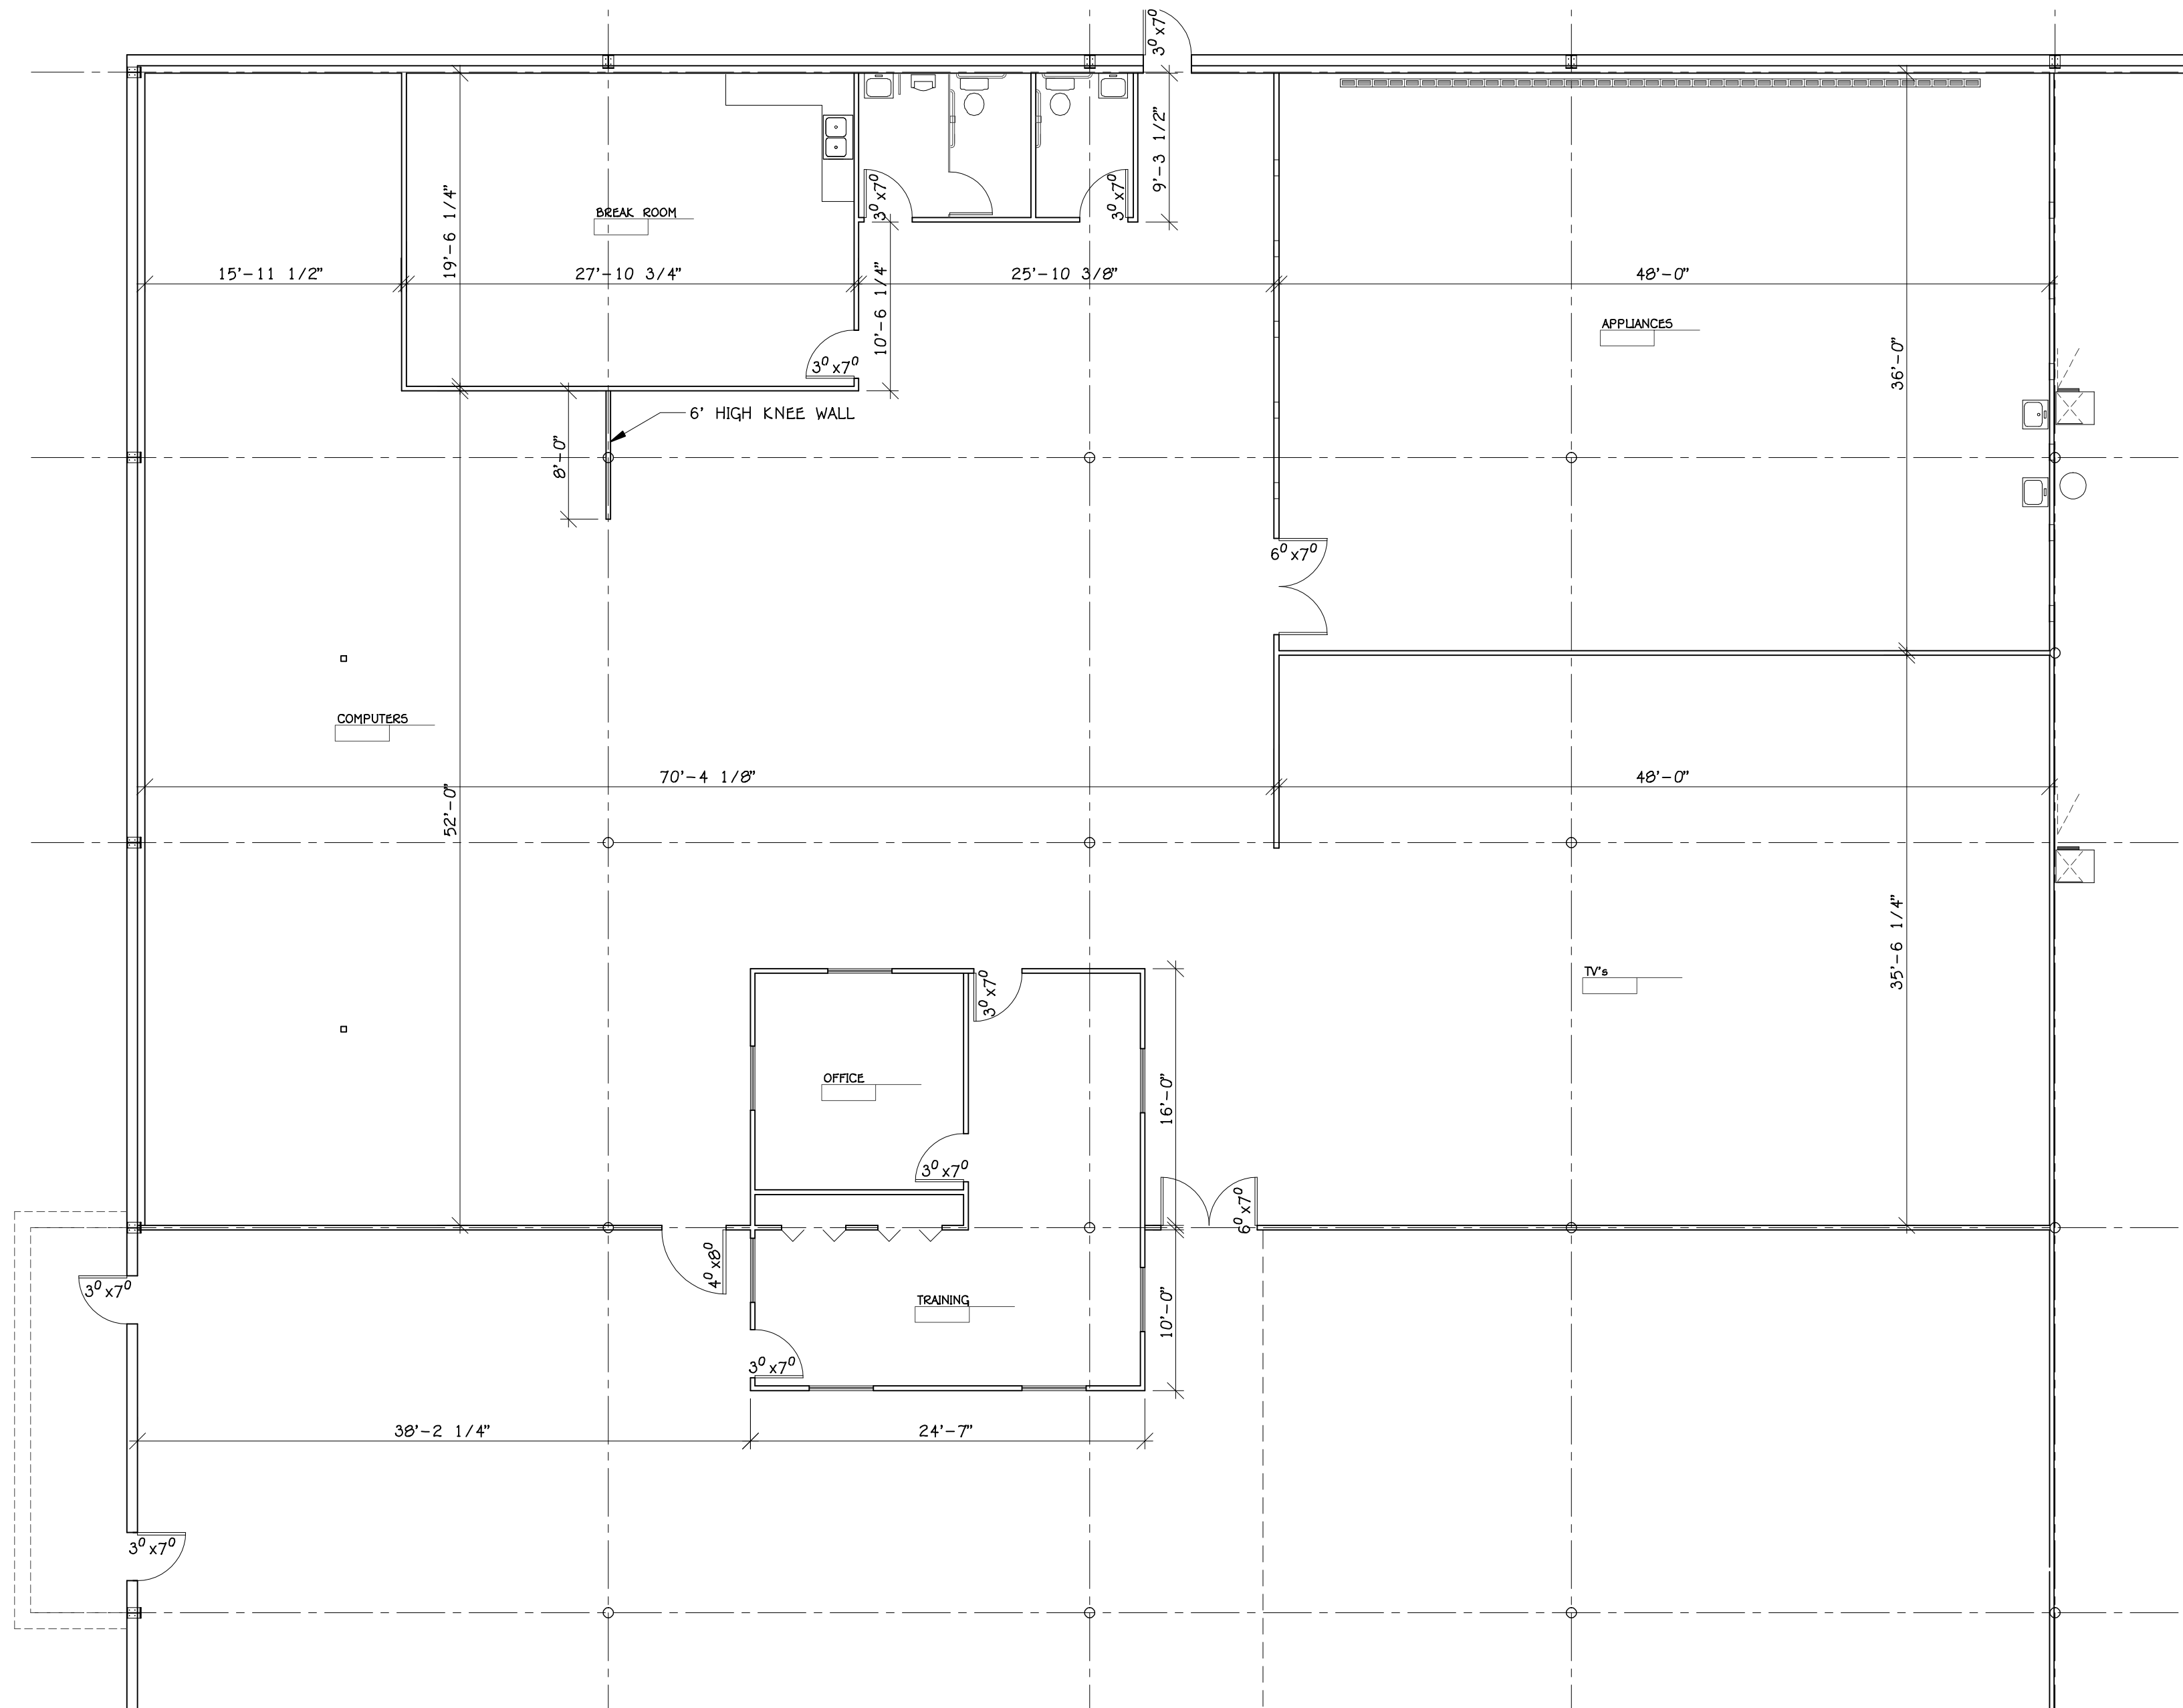 3⁰x7⁰
9'-3 1/2"
3⁰x7⁰
3⁰x7⁰
19'-6 1/4"
BREAK ROOM
15'-11 1/2"
27'-10 3/4"
25'-10 3/8"
48'-0"
10'-6 1/4"
APPLIANCES
36'-0"
3⁰x7⁰
6' HIGH KNEE WALL
8'-0"
6⁰x7⁰
COMPUTERS
70'-4 1/8"
48'-0"
52'-0"
35'-6 1/4"
TV's
3⁰x7⁰
OFFICE
16'-0"
3⁰x7⁰
6⁰x7⁰
4⁰x8⁰
3⁰x7⁰
TRAINING
10'-0"
3⁰x7⁰
38'-2 1/4"
24'-7"
3⁰x7⁰